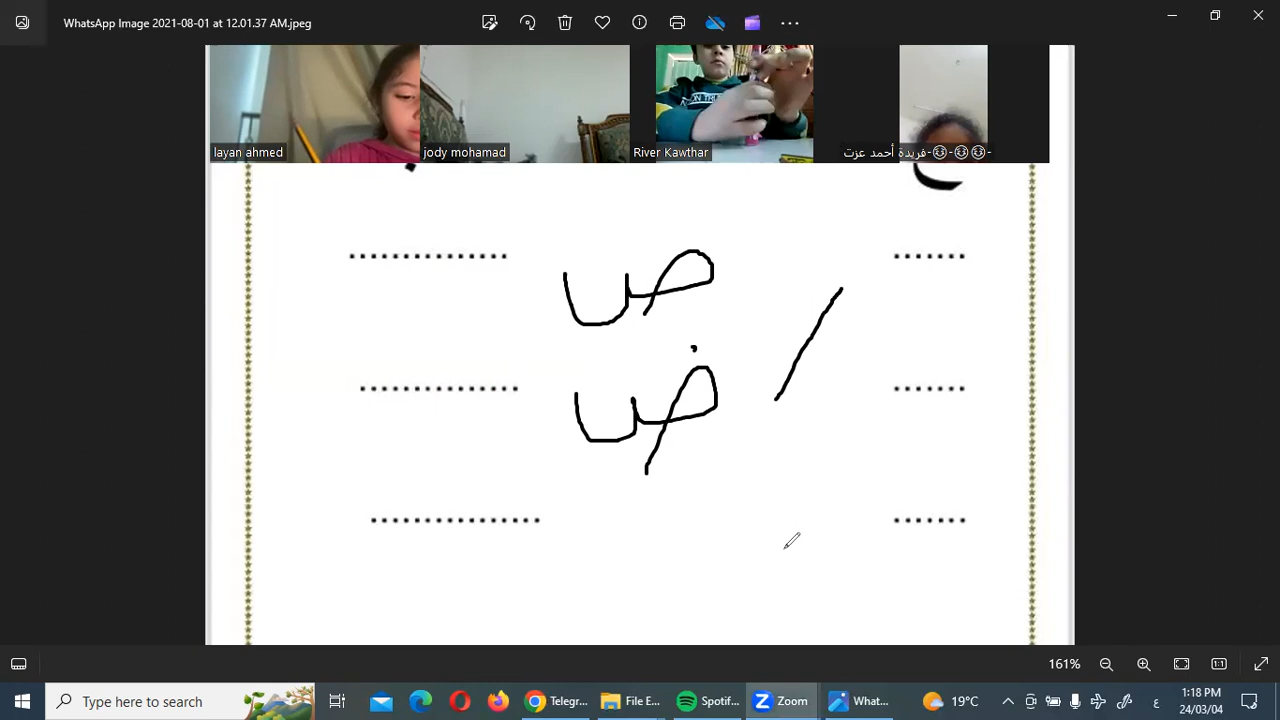 WhatsApp Image 2021-08-01 at 12.01.37 AM.jpeg
layan ahmed
jody mohamad
River Kawthar
-فريدة أحمد عزت-😂-😂😂
ص
ض
161%
Type here to search
Telegr...
File E...
Spotif...
Zoom
What...
19°C
ع
1:18 PM
24/03/04